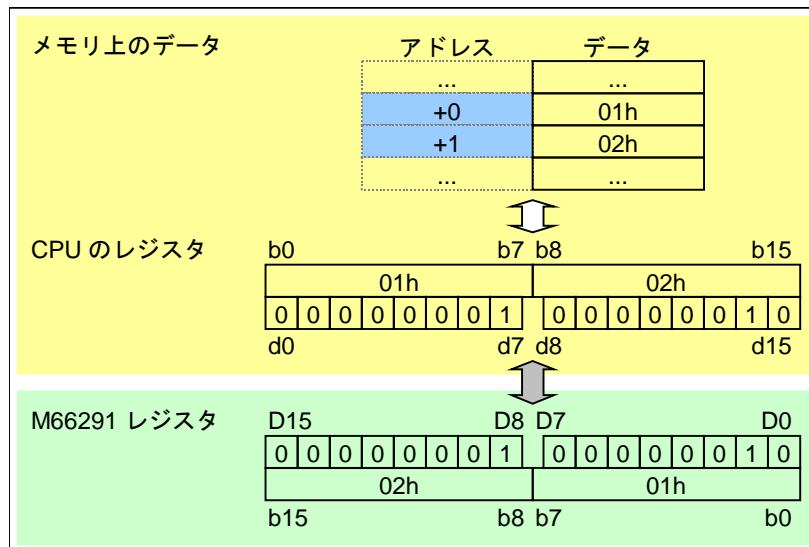 メモリ上のデータ
アドレス データ
... ...
+0 01h
+1 02h
... ...
CPU のレジスタ
b0 b7 b8 b15
01h 02h
0 0 0 0 0 0 0 1 0 0 0 0 0 0 1 0
d0 d7 d8 d15
M66291 レジスタ
D15 D8 D7 D0
0 0 0 0 0 0 0 1 0 0 0 0 0 0 1 0
02h 01h
b15 b8 b7 b0